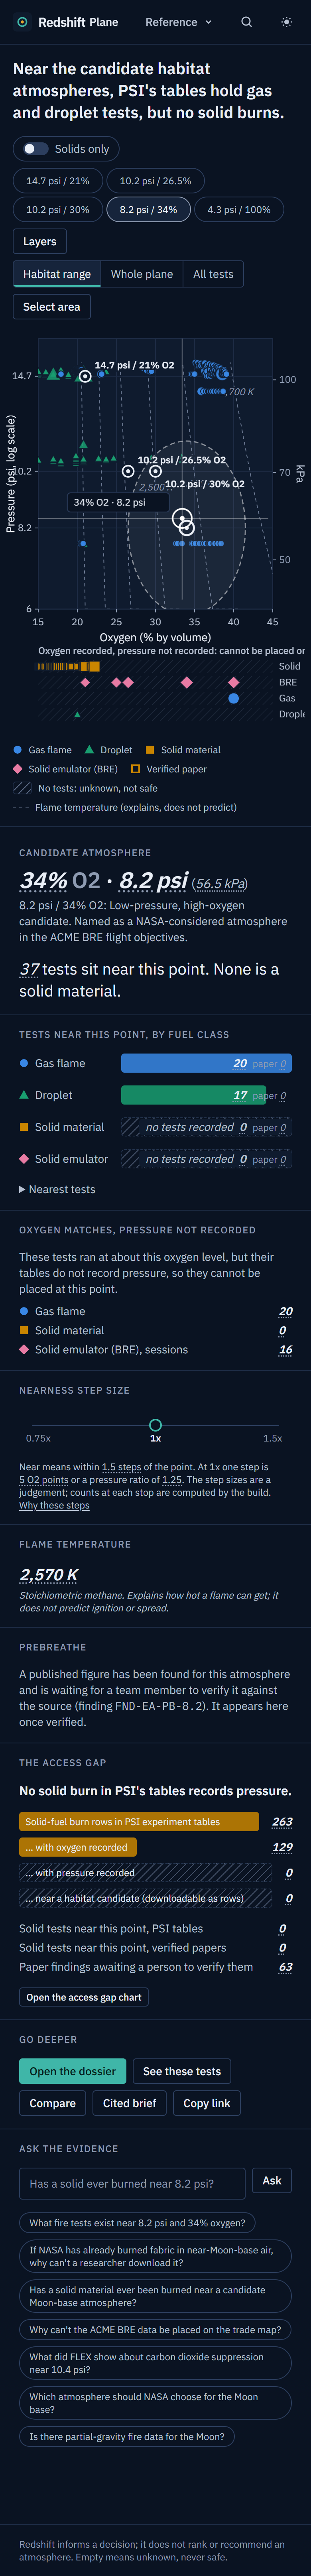 Redshift Plane
Reference
Near the candidate habitat
atmospheres, PSI's tables hold gas
and droplet tests, but no solid burns.
Solids only
14.7 psi / 21%
10.2 psi / 26.5%
10.2 psi / 30%
8.2 psi / 34%
4.3 psi / 100%
Layers
Habitat range
Whole plane
All tests
Select area
14.7 psi / 21% O2
14.7
100
,700 K
10.2 psi / 26.5% O2
10.2
70
2,500
10.2 psi / 30% O2
34% O2 · 8.2 psi
8.2
50
6
15
20
25
30
35
40
45
Pressure (psi, log scale)
kPa
Oxygen (% by volume)
Oxygen recorded, pressure not recorded: cannot be placed or
Solid
BRE
Gas
Drople
Gas flame
Droplet
Solid material
Solid emulator (BRE)
Verified paper
No tests: unknown, not safe
Flame temperature (explains, does not predict)
CANDIDATE ATMOSPHERE
34% O2 · 8.2 psi (56.5 kPa)
8.2 psi / 34% O2: Low-pressure, high-oxygen
candidate. Named as a NASA-considered atmosphere
in the ACME BRE flight objectives.
37 tests sit near this point. None is a
solid material.
TESTS NEAR THIS POINT, BY FUEL CLASS
Gas flame
20 paper 0
Droplet
17 paper 0
Solid material
no tests recorded 0 paper 0
Solid emulator
no tests recorded 0 paper 0
Nearest tests
OXYGEN MATCHES, PRESSURE NOT RECORDED
These tests ran at about this oxygen level, but their
tables do not record pressure, so they cannot be
placed at this point.
Gas flame 20
Solid material 0
Solid emulator (BRE), sessions 16
NEARNESS STEP SIZE
0.75x
1x
1.5x
Near means within 1.5 steps of the point. At 1x one step is
5 O2 points or a pressure ratio of 1.25. The step sizes are a
judgement; counts at each stop are computed by the build.
Why these steps
FLAME TEMPERATURE
2,570 K
Stoichiometric methane. Explains how hot a flame can get; it
does not predict ignition or spread.
PREBREATHE
A published figure has been found for this atmosphere
and is waiting for a team member to verify it against
the source (finding FND-EA-PB-8.2). It appears here
once verified.
THE ACCESS GAP
No solid burn in PSI's tables records pressure.
Solid-fuel burn rows in PSI experiment tables 263
... with oxygen recorded 129
... with pressure recorded 0
... near a habitat candidate (downloadable as rows) 0
Solid tests near this point, PSI tables 0
Solid tests near this point, verified papers 0
Paper findings awaiting a person to verify them 63
Open the access gap chart
GO DEEPER
Open the dossier
See these tests
Compare
Cited brief
Copy link
ASK THE EVIDENCE
Has a solid ever burned near 8.2 psi?
Ask
What fire tests exist near 8.2 psi and 34% oxygen?
If NASA has already burned fabric in near-Moon-base air,
why can't a researcher download it?
Has a solid material ever been burned near a candidate
Moon-base atmosphere?
Why can't the ACME BRE data be placed on the trade map?
What did FLEX show about carbon dioxide suppression
near 10.4 psi?
Which atmosphere should NASA choose for the Moon
base?
Is there partial-gravity fire data for the Moon?
Redshift informs a decision; it does not rank or recommend an
atmosphere. Empty means unknown, never safe.